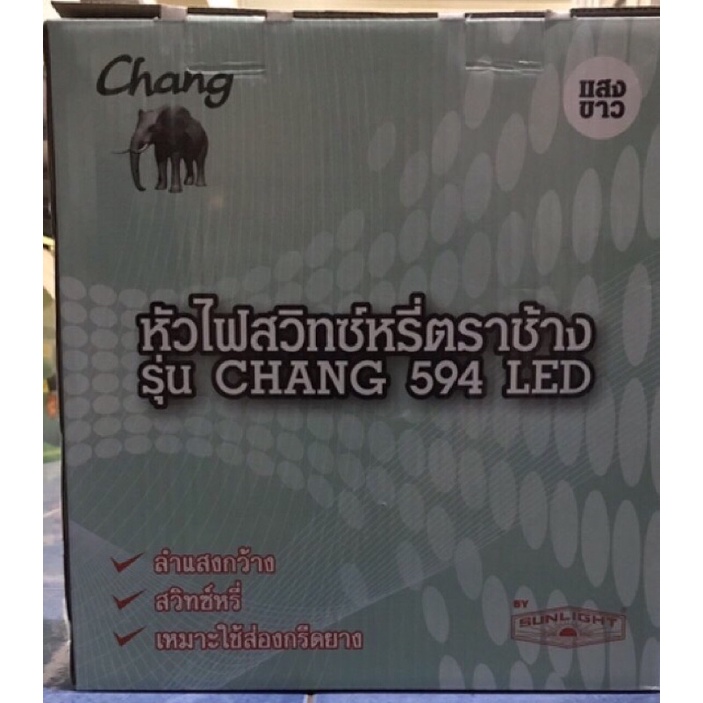 Chang
แสง
ขาว
หัวไฟสวิทซ์หรี่ตราช้าง
รุ่น CHANG 594 LED
ลำแสงกว้าง
สวิทซ์หรี่
เหมาะใช้ส่องกรีดยาง
BY
SUNLIGHT